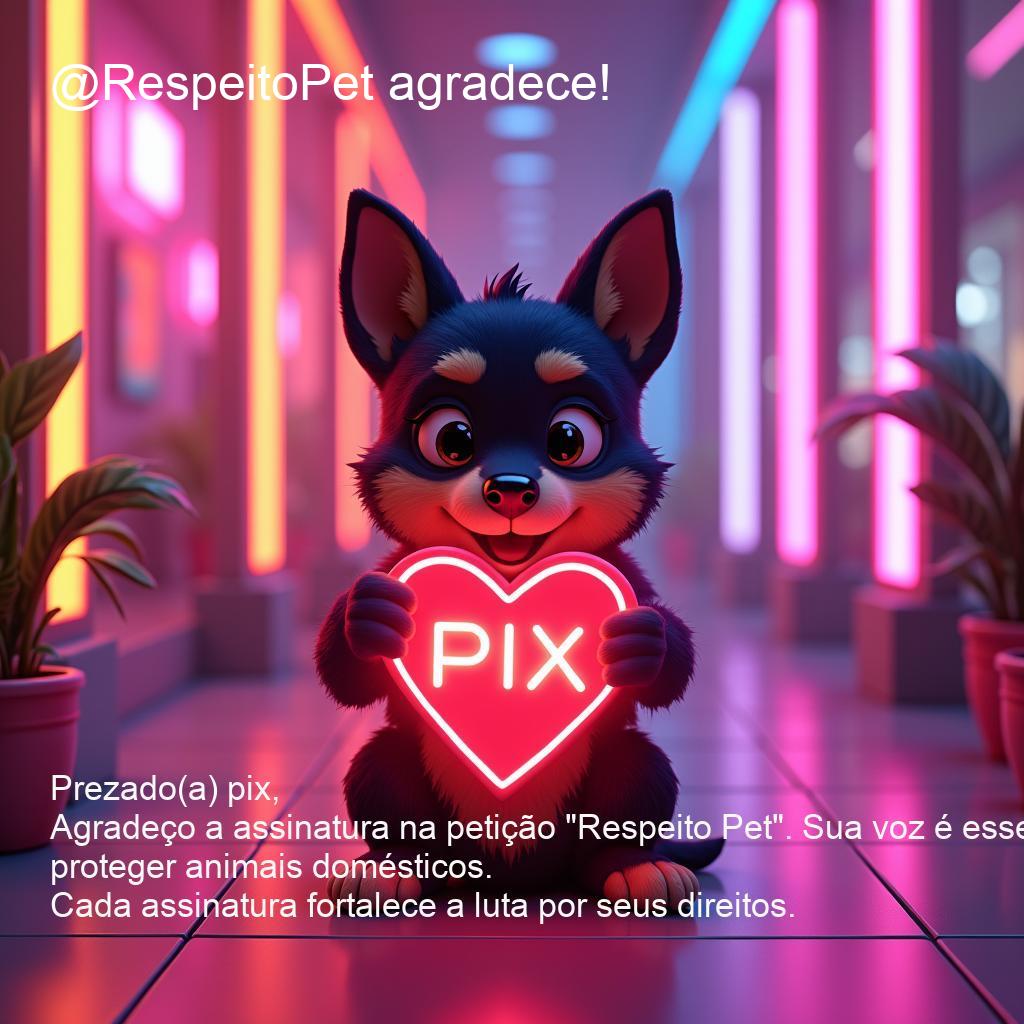 @RespeitoPet agradece!
PIX
Prezado(a) pix,
Agradeço a assinatura na petição "Respeito Pet". Sua voz é esse
proteger animais domésticos.
Cada assinatura fortalece a luta por seus direitos.